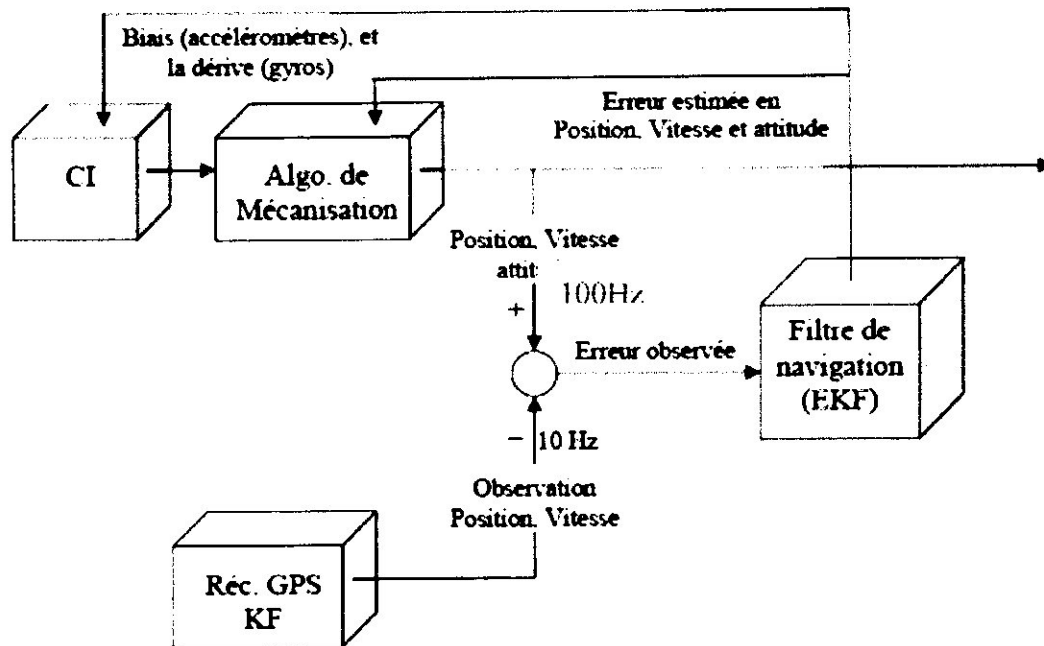 Biais (accéléromètres), et
la dérive (gyros)
Erreur estimée en
Position, Vitesse et attitude
CI
Algo. de
Mécanisation
Position, Vitesse
attit
+
100Hz
Erreur observée
Filtre de
navigation
(EKF)
− 10 Hz
Observation
Position, Vitesse
Réc. GPS
KF